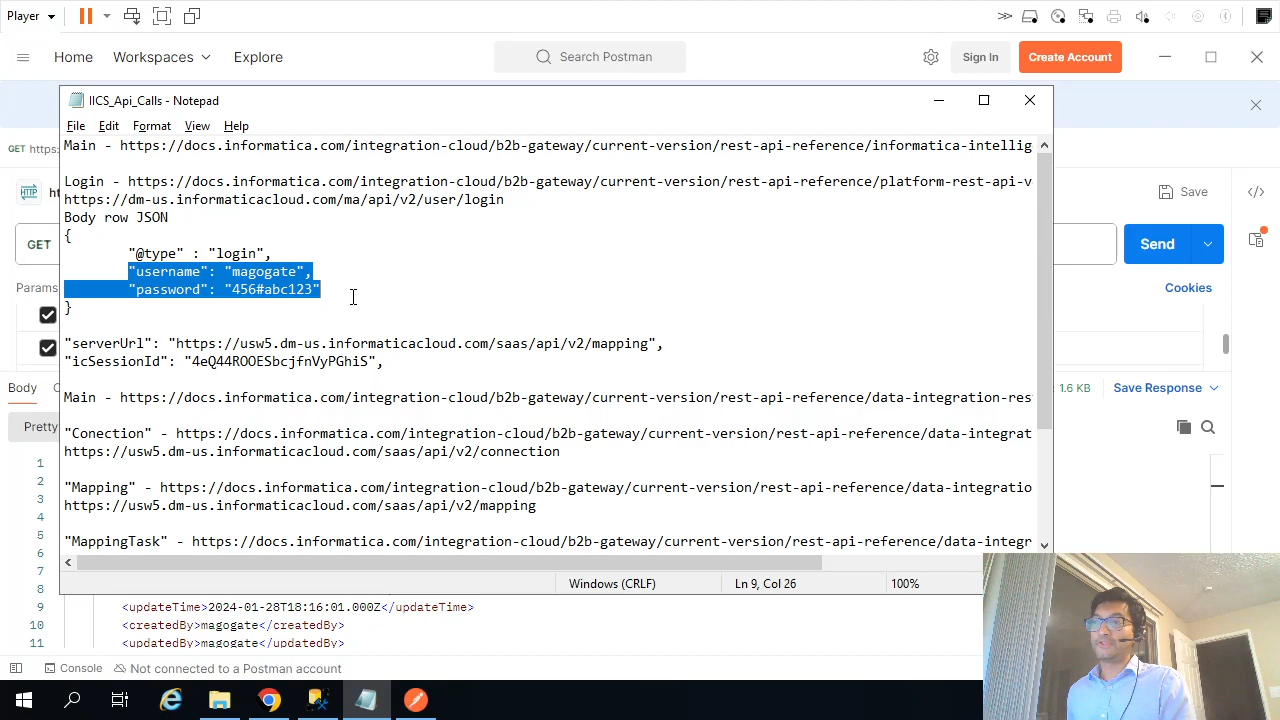 Player
Home Workspaces Explore Search Postman Sign In Create Account
IICS_Api_Calls - Notepad
File Edit Format View Help
GET https:
HTTP
Save
GET
Send
Params
Cookies
Main - https://docs.informatica.com/integration-cloud/b2b-gateway/current-version/rest-api-reference/informatica-intellig
Login - https://docs.informatica.com/integration-cloud/b2b-gateway/current-version/rest-api-reference/platform-rest-api-v
https://dm-us.informaticacloud.com/ma/api/v2/user/login
Body row JSON
{
"@type" : "login",
"username": "magogate",
"password": "456#abc123"
}
"serverUrl": "https://usw5.dm-us.informaticacloud.com/saas/api/v2/mapping",
"icSessionId": "4eQ44ROOESbcjfnVyPGhiS",
Main - https://docs.informatica.com/integration-cloud/b2b-gateway/current-version/rest-api-reference/data-integration-res
"Conection" - https://docs.informatica.com/integration-cloud/b2b-gateway/current-version/rest-api-reference/data-integrat
https://usw5.dm-us.informaticacloud.com/saas/api/v2/connection
"Mapping" - https://docs.informatica.com/integration-cloud/b2b-gateway/current-version/rest-api-reference/data-integratio
https://usw5.dm-us.informaticacloud.com/saas/api/v2/mapping
"MappingTask" - https://docs.informatica.com/integration-cloud/b2b-gateway/current-version/rest-api-reference/data-integr
Windows (CRLF) Ln 9, Col 26 100%
Body
1.6 KB Save Response
Pretty
1
2
3
4
5
6
7
8
9 <updateTime>2024-01-28T18:16:01.000Z</updateTime>
10 <createdBy>magogate</createdBy>
11 <updatedBy>magogate</updatedBy>
Console Not connected to a Postman account